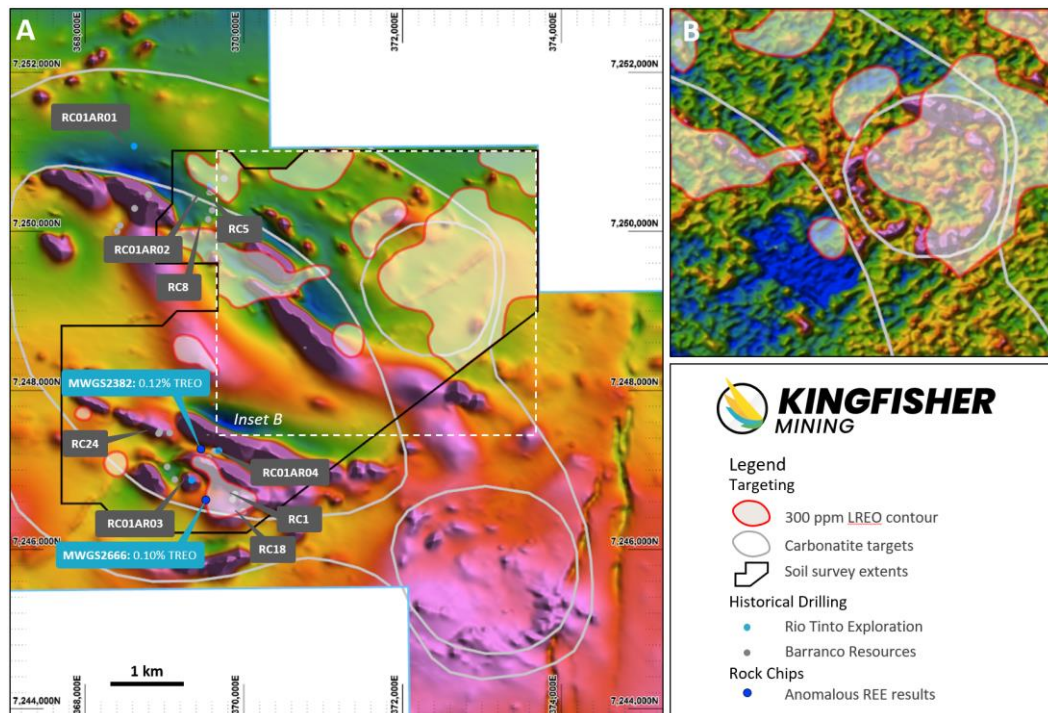 A
368,000E
370,000E
372,000E
374,000E
7,252,000N
7,252,000N
RC01AR01
7,250,000N
7,250,000N
RC01AR02
RC5
RC8
7,248,000N
7,248,000N
MWGS2382: 0.12% TREO
Inset B
RC24
RC01AR04
RC01AR03
RC1
RC18
MWGS2666: 0.10% TREO
7,246,000N
7,246,000N
1 km
7,244,000N
7,244,000N
368,000E
370,000E
372,000E
374,000E
B
KINGFISHER
MINING
Legend
Targeting
300 ppm LREO contour
Carbonatite targets
Soil survey extents
Historical Drilling
Rio Tinto Exploration
Barranco Resources
Rock Chips
Anomalous REE results